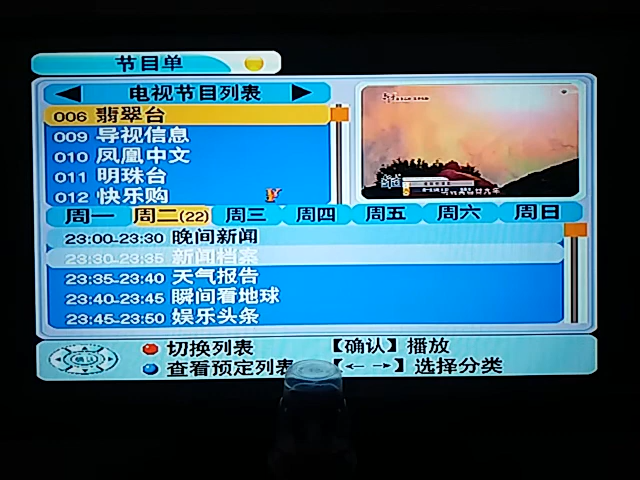 节目单
电视节目列表
006 翡翠台
009 导视信息
010 凤凰中文
011 明珠台
012 快乐购
周一 周二(22) 周三 周四 周五 周六 周日
23:00-23:30 晚间新闻
23:30-23:35 新闻档案
23:35-23:40 天气报告
23:40-23:45 瞬间看地球
23:45-23:50 娱乐头条
切换列表 【确认】播放
查看预定列表 【←→】选择分类
确认